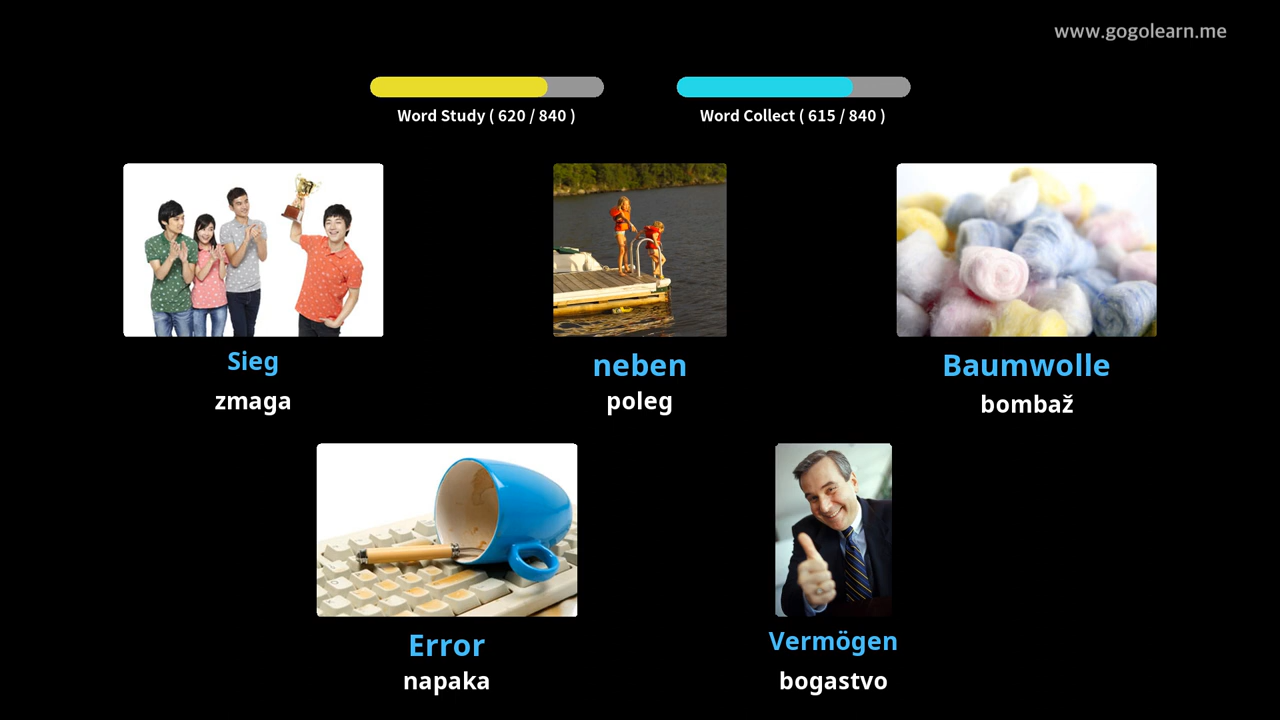 www.gogolearn.me
Word Study ( 620 / 840 )
Word Collect ( 615 / 840 )
Sieg
zmaga
neben
poleg
Baumwolle
bombaž
Error
napaka
Vermögen
bogastvo